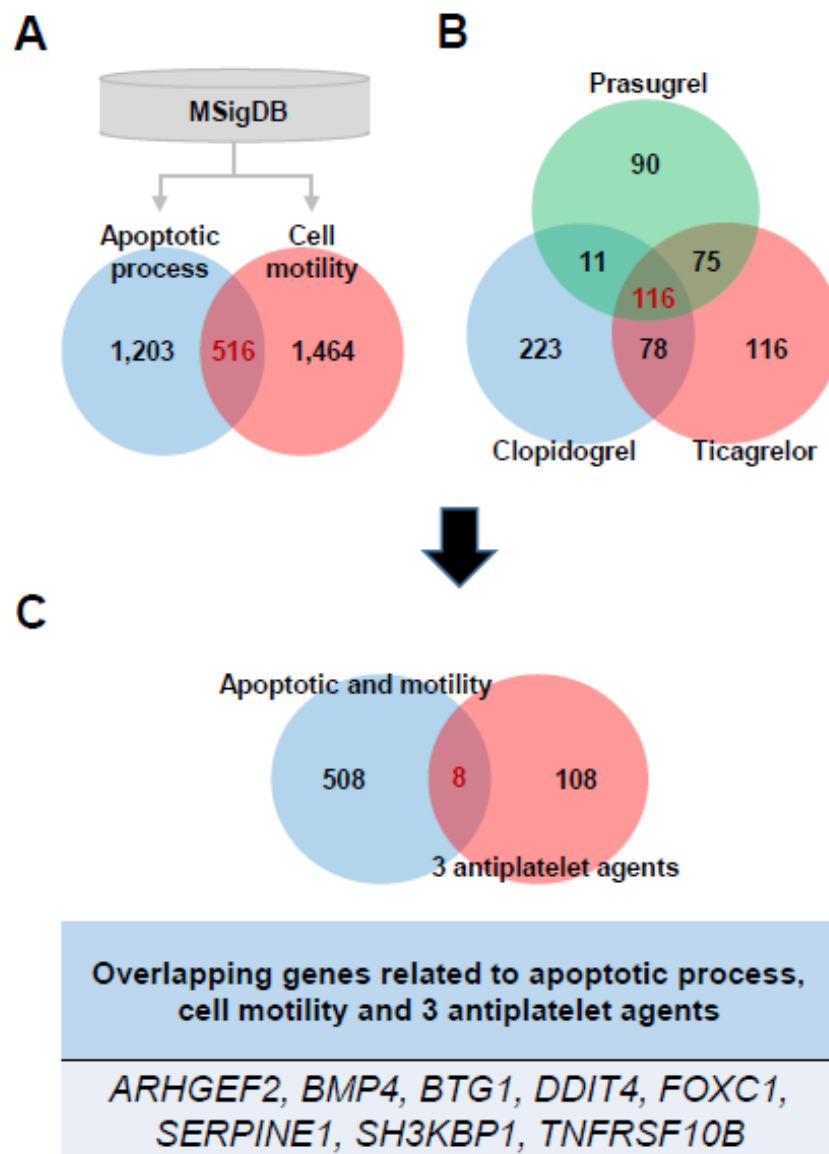 A
MSigDB
Apoptotic
process
Cell
motility
1,203
516
1,464
B
Prasugrel
90
11
75
116
223
78
116
Clopidogrel
Ticagrelor
C
Apoptotic and motility
508
8
108
3 antiplatelet agents
Overlapping genes related to apoptotic process,
cell motility and 3 antiplatelet agents
ARHGEF2, BMP4, BTG1, DDIT4, FOXC1,
SERPINE1, SH3KBP1, TNFRSF10B